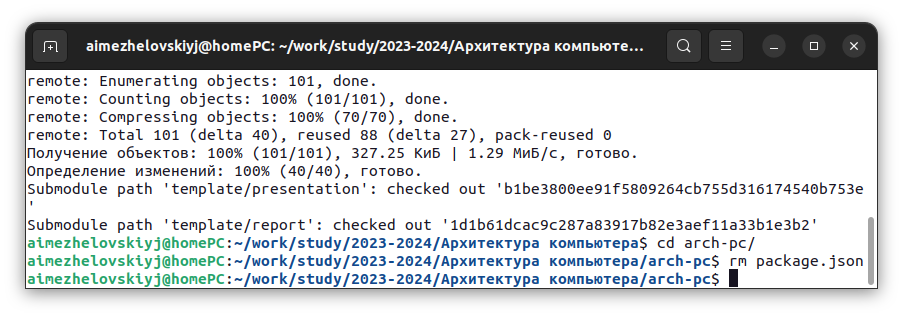 aimezhelovskiyj@homePC: ~/work/study/2023-2024/Архитектура компьюте…
remote: Enumerating objects: 101, done.
remote: Counting objects: 100% (101/101), done.
remote: Compressing objects: 100% (70/70), done.
remote: Total 101 (delta 40), reused 88 (delta 27), pack-reused 0
Получение объектов: 100% (101/101), 327.25 КиБ | 1.29 МиБ/с, готово.
Определение изменений: 100% (40/40), готово.
Submodule path 'template/presentation': checked out 'b1be3800ee91f5809264cb755d316174540b753e
'
Submodule path 'template/report': checked out '1d1b61dcac9c287a83917b82e3aef11a33b1e3b2'
aimezhelovskiyj@homePC:~/work/study/2023-2024/Архитектура компьютера$ cd arch-pc/
aimezhelovskiyj@homePC:~/work/study/2023-2024/Архитектура компьютера/arch-pc$ rm package.json
aimezhelovskiyj@homePC:~/work/study/2023-2024/Архитектура компьютера/arch-pc$